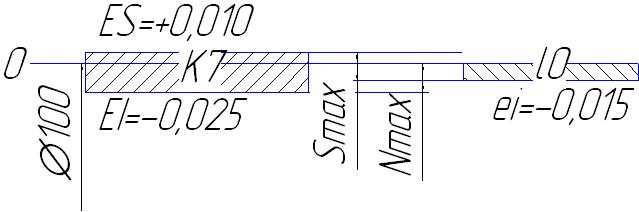 ES=+0,010
0
K7
l0
EI=-0,025
ei=-0,015
Ø100
Smax
Nmax